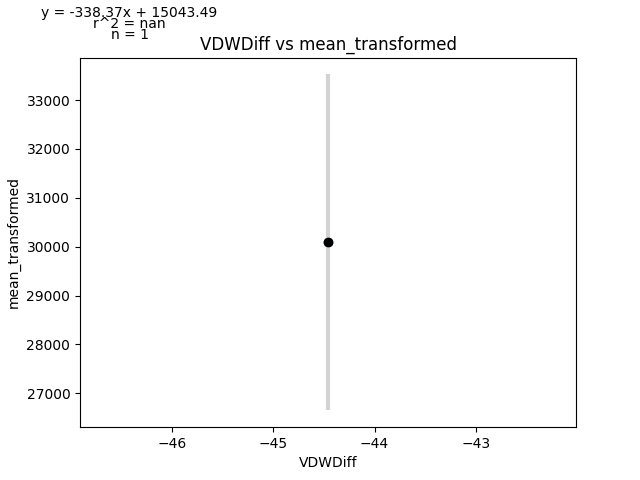 y = -338.37x + 15043.49
r^2 = nan
n = 1
VDWDiff vs mean_transformed
33000
32000
31000
30000
29000
28000
27000
mean_transformed
−46
−45
−44
−43
VDWDiff